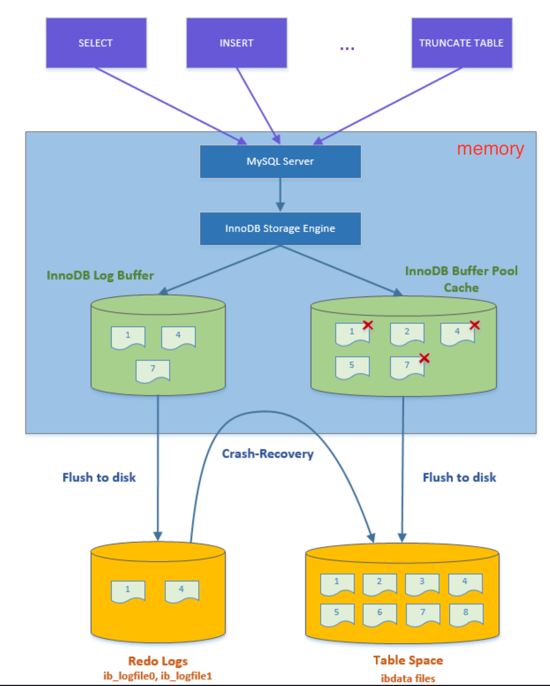 SELECT
INSERT
...
TRUNCATE TABLE
memory
MySQL Server
InnoDB Storage Engine
InnoDB Log Buffer
InnoDB Buffer Pool
Cache
1
4
7
1
2
4
5
7
Crash-Recovery
Flush to disk
Flush to disk
1
4
1
2
3
4
5
6
7
8
Redo Logs
ib_logfile0, ib_logfile1
Table Space
ibdata files